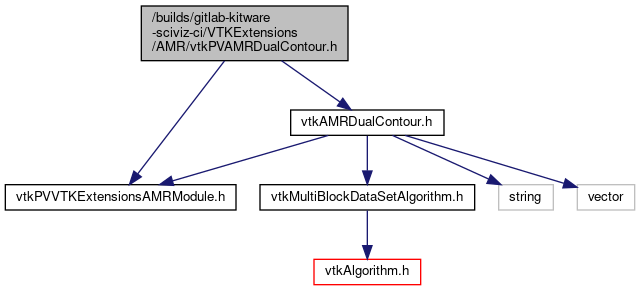 /builds/gitlab-kitware
-sciviz-ci/VTKExtensions
/AMR/vtkPVAMRDualContour.h
vtkAMRDualContour.h
vtkPVVTKExtensionsAMRModule.h
vtkMultiBlockDataSetAlgorithm.h
string
vector
vtkAlgorithm.h